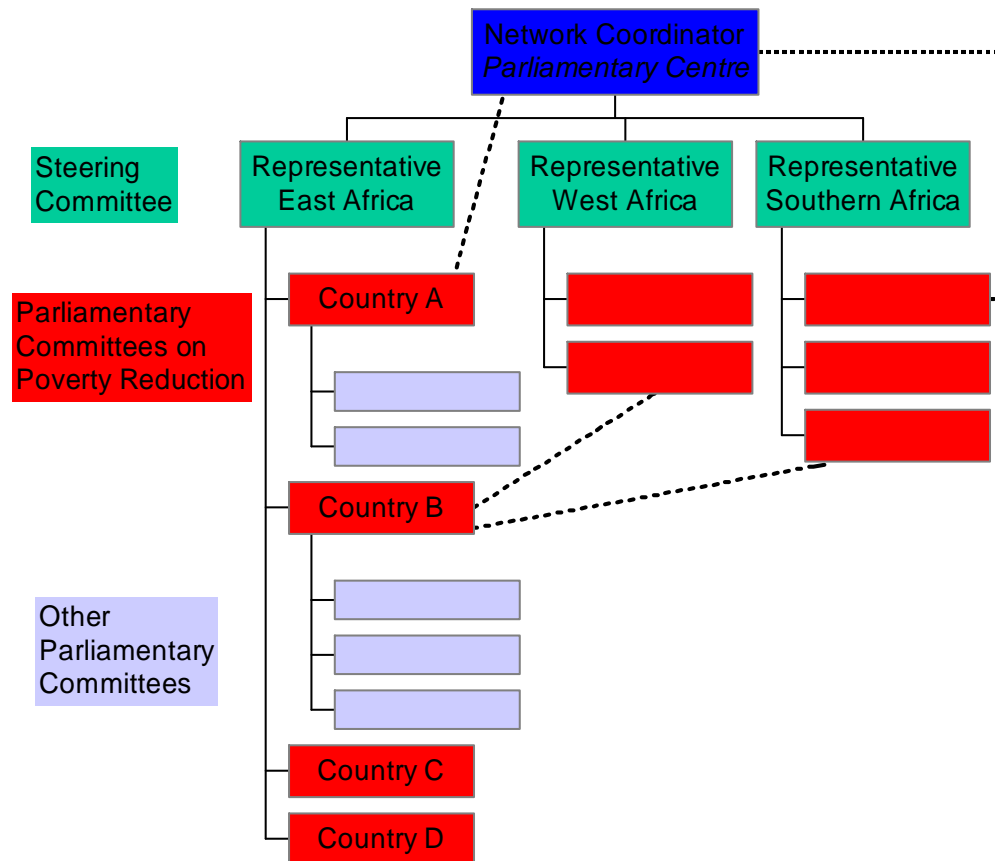 Network Coordinator
Parliamentary Centre
Steering
Committee
Representative
East Africa
Representative
West Africa
Representative
Southern Africa
Parliamentary
Committees on
Poverty Reduction
Country A
Country B
Other
Parliamentary
Committees
Country C
Country D